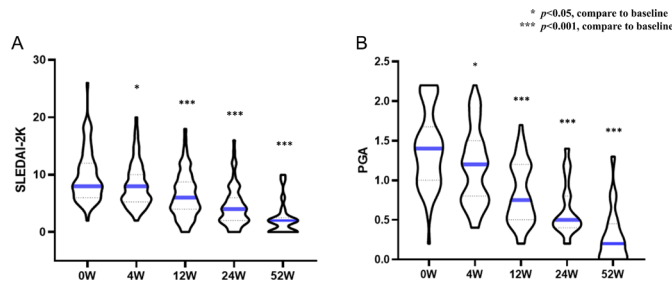 * p<0.05, compare to baseline
*** p<0.001, compare to baseline
A
SLEDAI-2K
30
20
10
0
*
***
***
***
0W 4W 12W 24W 52W
B
PGA
2.5
2.0
1.5
1.0
0.5
0.0
*
***
***
***
0W 4W 12W 24W 52W